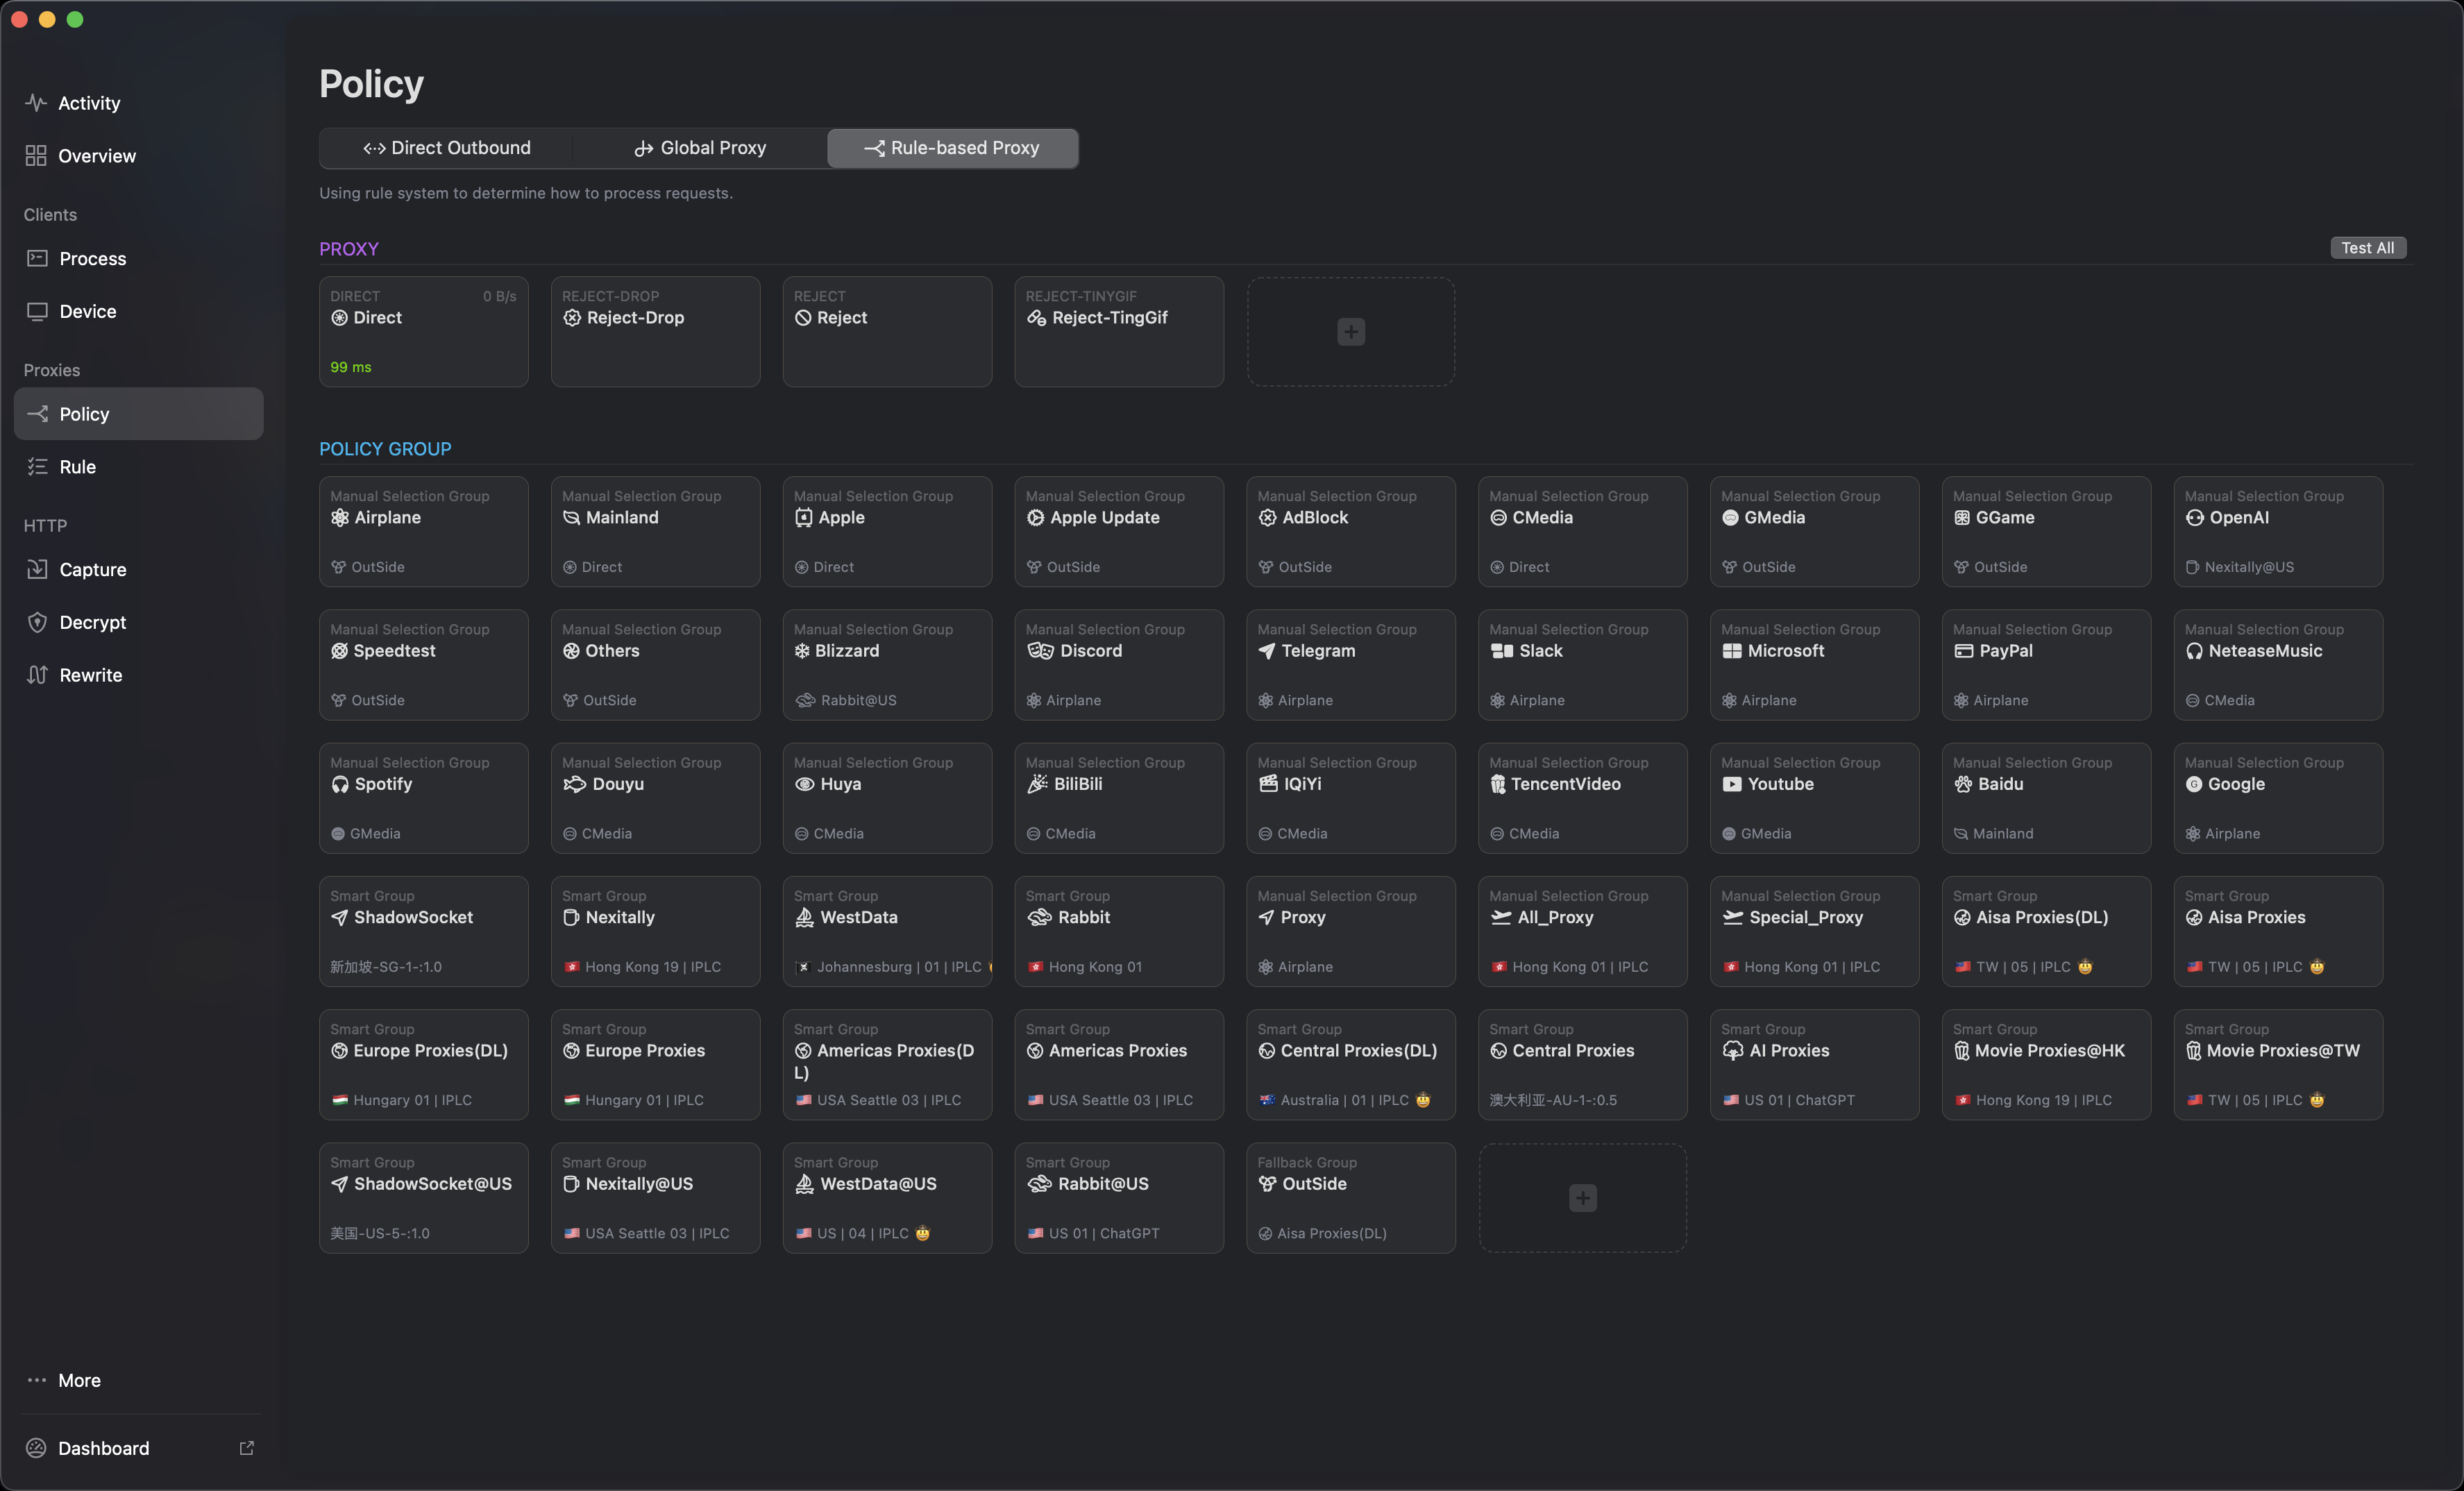 Activity
Overview
Clients
Process
Device
Proxies
Policy
Rule
HTTP
Capture
Decrypt
Rewrite
More
Dashboard
Policy
Direct Outbound
Global Proxy
Rule-based Proxy
Using rule system to determine how to process requests.
PROXY
Test All
DIRECT 0 B/s
Direct
99 ms
REJECT-DROP
Reject-Drop
REJECT
Reject
REJECT-TINYGIF
Reject-TingGif
POLICY GROUP
Manual Selection Group
Airplane
OutSide
Manual Selection Group
Mainland
Direct
Manual Selection Group
Apple
Direct
Manual Selection Group
Apple Update
OutSide
Manual Selection Group
AdBlock
OutSide
Manual Selection Group
CMedia
Direct
Manual Selection Group
GMedia
OutSide
Manual Selection Group
GGame
OutSide
Manual Selection Group
OpenAI
Nexitally@US
Manual Selection Group
Speedtest
OutSide
Manual Selection Group
Others
OutSide
Manual Selection Group
Blizzard
Rabbit@US
Manual Selection Group
Discord
Airplane
Manual Selection Group
Telegram
Airplane
Manual Selection Group
Slack
Airplane
Manual Selection Group
Microsoft
Airplane
Manual Selection Group
PayPal
Airplane
Manual Selection Group
NeteaseMusic
CMedia
Manual Selection Group
Spotify
GMedia
Manual Selection Group
Douyu
CMedia
Manual Selection Group
Huya
CMedia
Manual Selection Group
BiliBili
CMedia
Manual Selection Group
IQiYi
CMedia
Manual Selection Group
TencentVideo
CMedia
Manual Selection Group
Youtube
GMedia
Manual Selection Group
Baidu
Mainland
Manual Selection Group
Google
Airplane
Smart Group
ShadowSocket
新加坡-SG-1-:1.0
Smart Group
Nexitally
🇭🇰 Hong Kong 19 | IPLC
Smart Group
WestData
Johannesburg | 01 | IPLC
Smart Group
Rabbit
🇭🇰 Hong Kong 01
Manual Selection Group
Proxy
Airplane
Manual Selection Group
All_Proxy
🇭🇰 Hong Kong 01 | IPLC
Manual Selection Group
Special_Proxy
🇭🇰 Hong Kong 01 | IPLC
Smart Group
Aisa Proxies(DL)
🇹🇼 TW | 05 | IPLC 🤠
Smart Group
Aisa Proxies
🇹🇼 TW | 05 | IPLC 🤠
Smart Group
Europe Proxies(DL)
🇭🇺 Hungary 01 | IPLC
Smart Group
Europe Proxies
🇭🇺 Hungary 01 | IPLC
Smart Group
Americas Proxies(D
L)
🇺🇸 USA Seattle 03 | IPLC
Smart Group
Americas Proxies
🇺🇸 USA Seattle 03 | IPLC
Smart Group
Central Proxies(DL)
🇦🇺 Australia | 01 | IPLC 🤠
Smart Group
Central Proxies
澳大利亚-AU-1-:0.5
Smart Group
AI Proxies
🇺🇸 US 01 | ChatGPT
Smart Group
Movie Proxies@HK
🇭🇰 Hong Kong 19 | IPLC
Smart Group
Movie Proxies@TW
🇹🇼 TW | 05 | IPLC 🤠
Smart Group
ShadowSocket@US
美国-US-5-:1.0
Smart Group
Nexitally@US
🇺🇸 USA Seattle 03 | IPLC
Smart Group
WestData@US
🇺🇸 US | 04 | IPLC 🤠
Smart Group
Rabbit@US
🇺🇸 US 01 | ChatGPT
Fallback Group
OutSide
Aisa Proxies(DL)